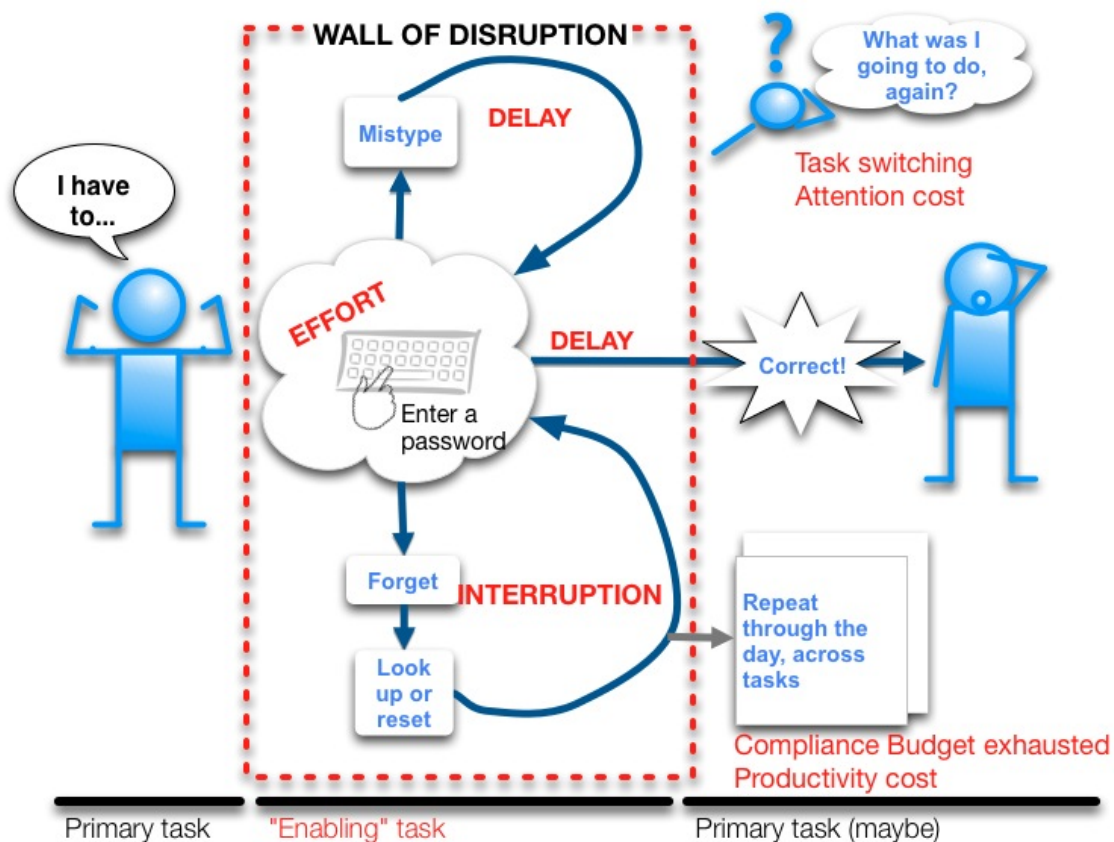 WALL OF DISRUPTION
What was I
going to do,
again?
Mistype
DELAY
Task switching
Attention cost
I have
to...
EFFORT
DELAY
Correct!
Enter a
password
Forget
INTERRUPTION
Repeat
through the
day, across
tasks
Look
up or
reset
Compliance Budget exhausted
Productivity cost
Primary task
"Enabling" task
Primary task (maybe)
?